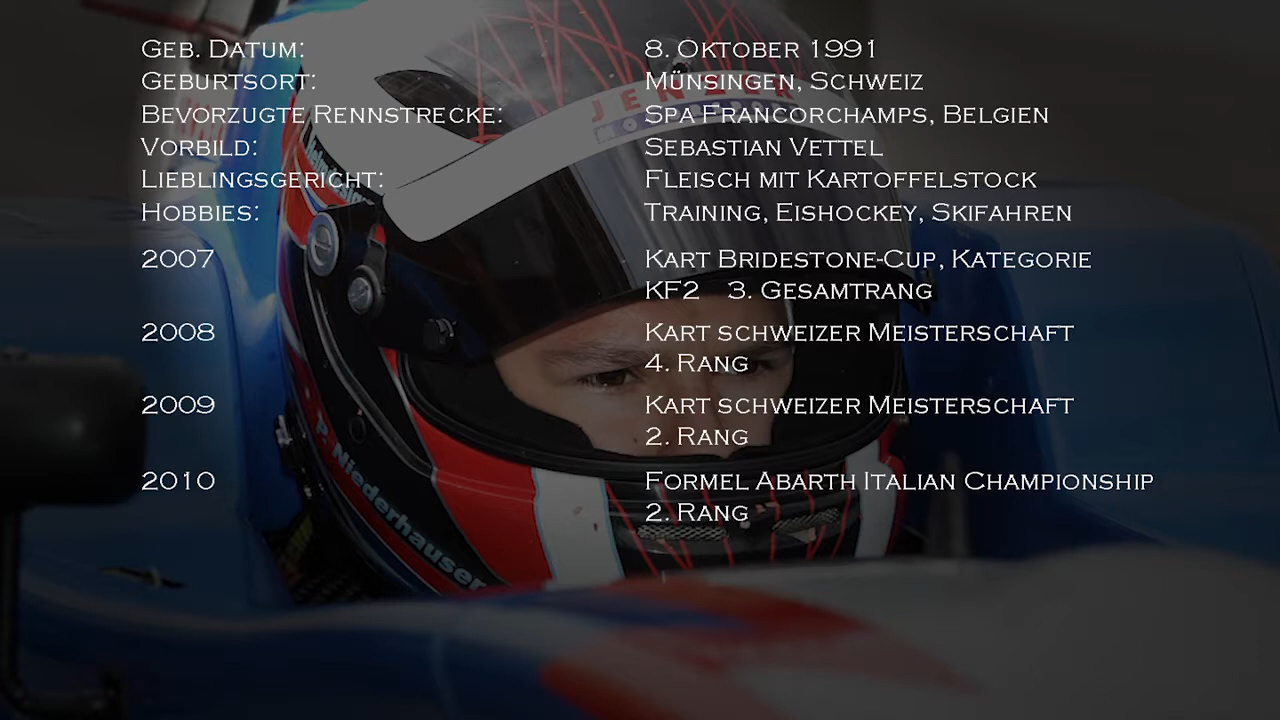 Geb. Datum: 8. Oktober 1991
Geburtsort: Münsingen, Schweiz
Bevorzugte Rennstrecke: Spa Francorchamps, Belgien
Vorbild: Sebastian Vettel
Lieblingsgericht: Fleisch mit Kartoffelstock
Hobbies: Training, Eishockey, Skifahren
2007 Kart Bridestone-Cup, Kategorie
KF2 3. Gesamtrang
2008 Kart schweizer Meisterschaft
4. Rang
2009 Kart schweizer Meisterschaft
2. Rang
2010 Formel Abarth Italian Championship
2. Rang
JENZER
P. Niederhauser